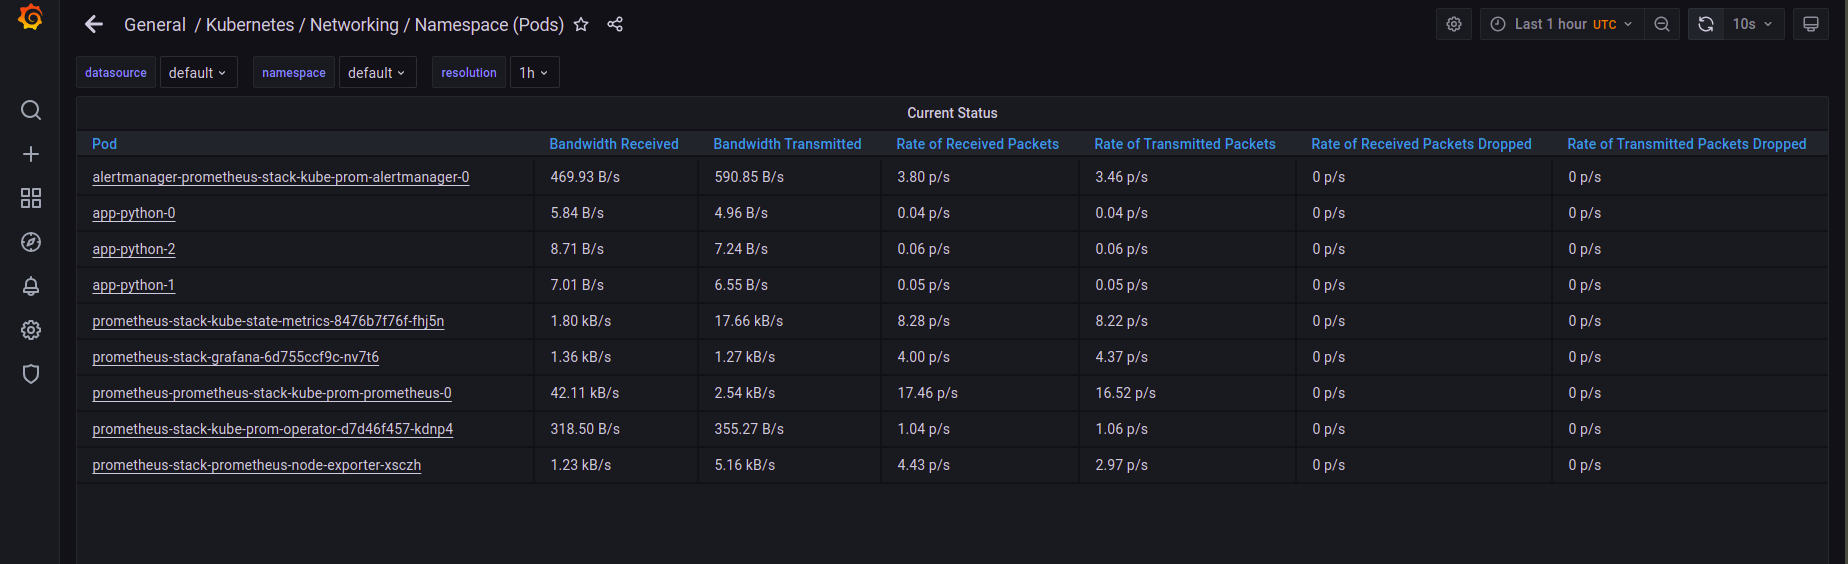 General / Kubernetes / Networking / Namespace (Pods) Last 1 hour UTC 10s
datasource default namespace default resolution 1h
Current Status
Pod Bandwidth Received Bandwidth Transmitted Rate of Received Packets Rate of Transmitted Packets Rate of Received Packets Dropped Rate of Transmitted Packets Dropped
alertmanager-prometheus-stack-kube-prom-alertmanager-0 469.93 B/s 590.85 B/s 3.80 p/s 3.46 p/s 0 p/s 0 p/s
app-python-0 5.84 B/s 4.96 B/s 0.04 p/s 0.04 p/s 0 p/s 0 p/s
app-python-2 8.71 B/s 7.24 B/s 0.06 p/s 0.06 p/s 0 p/s 0 p/s
app-python-1 7.01 B/s 6.55 B/s 0.05 p/s 0.05 p/s 0 p/s 0 p/s
prometheus-stack-kube-state-metrics-8476b7f76f-fhj5n 1.80 kB/s 17.66 kB/s 8.28 p/s 8.22 p/s 0 p/s 0 p/s
prometheus-stack-grafana-6d755ccf9c-nv7t6 1.36 kB/s 1.27 kB/s 4.00 p/s 4.37 p/s 0 p/s 0 p/s
prometheus-prometheus-stack-kube-prom-prometheus-0 42.11 kB/s 2.54 kB/s 17.46 p/s 16.52 p/s 0 p/s 0 p/s
prometheus-stack-kube-prom-operator-d7d46f457-kdnp4 318.50 B/s 355.27 B/s 1.04 p/s 1.06 p/s 0 p/s 0 p/s
prometheus-stack-prometheus-node-exporter-xsczh 1.23 kB/s 5.16 kB/s 4.43 p/s 2.97 p/s 0 p/s 0 p/s